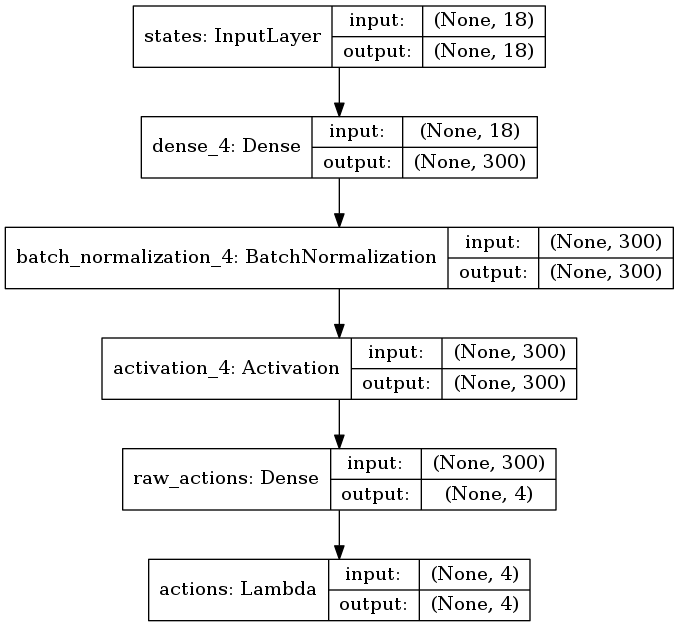 states: InputLayer
input:
(None, 18)
output:
(None, 18)
dense_4: Dense
input:
(None, 18)
output:
(None, 300)
batch_normalization_4: BatchNormalization
input:
(None, 300)
output:
(None, 300)
activation_4: Activation
input:
(None, 300)
output:
(None, 300)
raw_actions: Dense
input:
(None, 300)
output:
(None, 4)
actions: Lambda
input:
(None, 4)
output:
(None, 4)